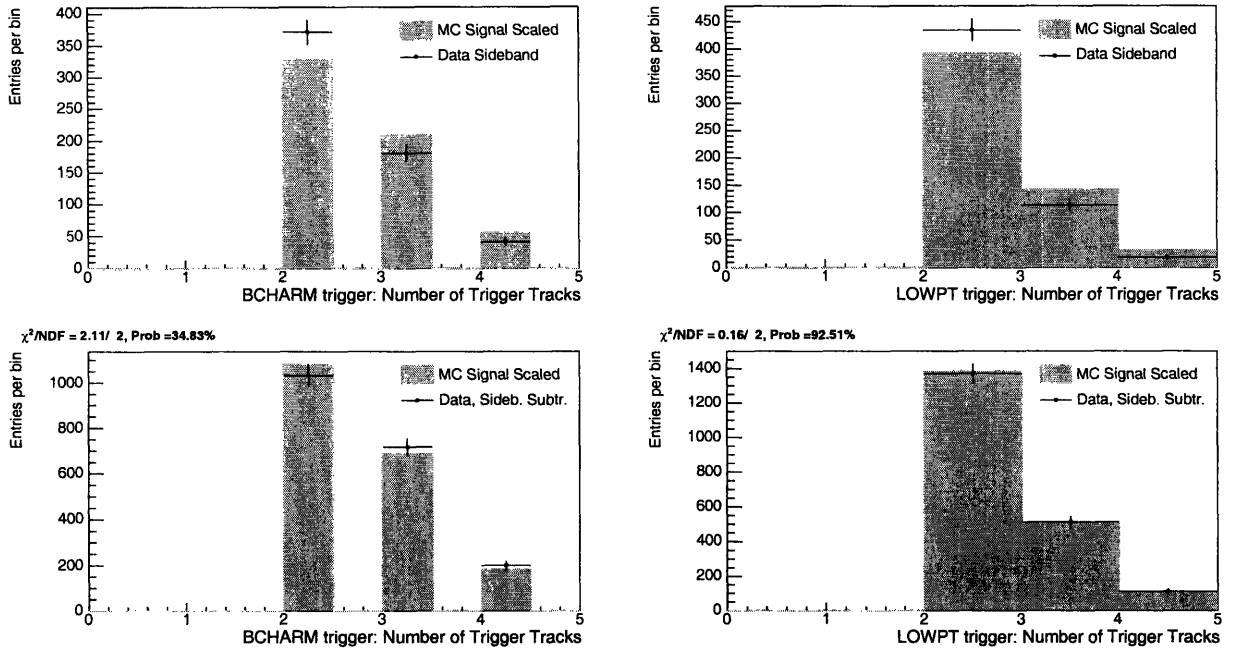 Entries per bin
400
350
300
250
200
150
100
50
0
MC Signal Scaled
Data Sideband
0 1 2 3 4 5
BCHARM trigger: Number of Trigger Tracks
Entries per bin
450
400
350
300
250
200
150
100
50
0
MC Signal Scaled
Data Sideband
0 1 2 3 4 5
LOWPT trigger: Number of Trigger Tracks
χ²/NDF = 2.11/ 2, Prob =34.83%
Entries per bin
1000
800
600
400
200
0
MC Signal Scaled
Data, Sideb. Subtr.
0 1 2 3 4 5
BCHARM trigger: Number of Trigger Tracks
χ²/NDF = 0.16/ 2, Prob =92.51%
Entries per bin
1400
1200
1000
800
600
400
200
0
MC Signal Scaled
Data, Sideb. Subtr.
0 1 2 3 4 5
LOWPT trigger: Number of Trigger Tracks